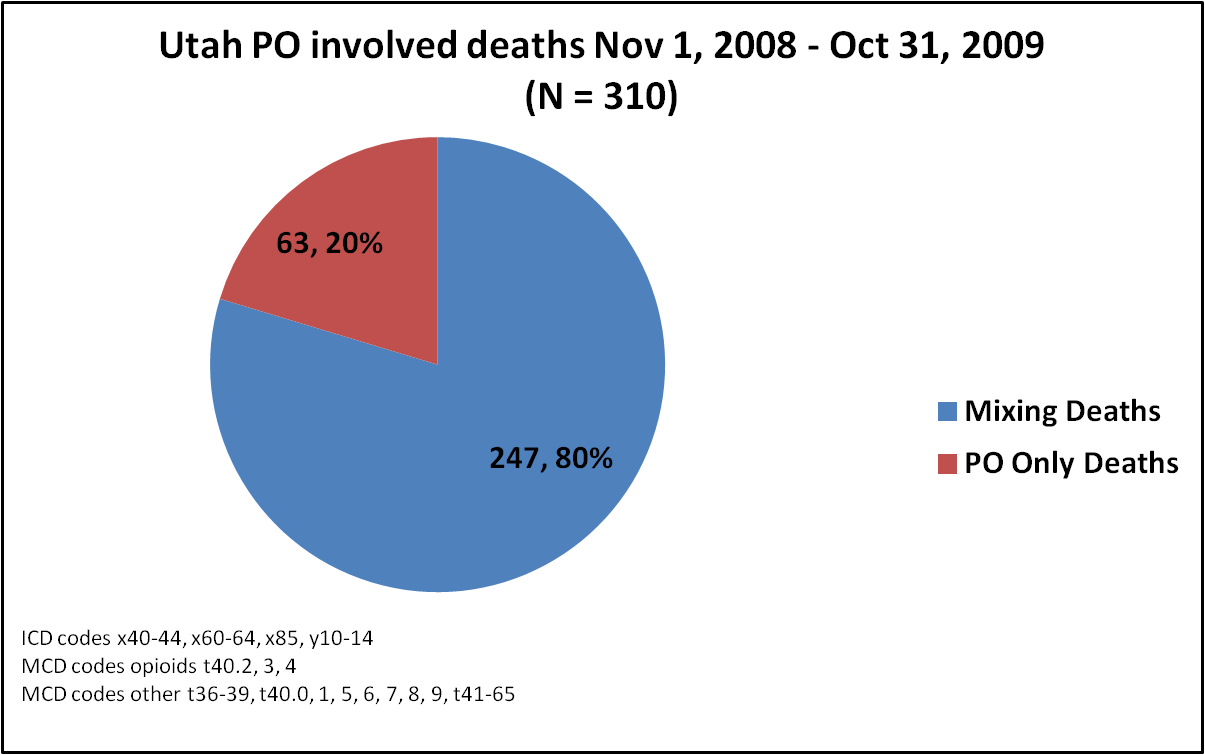 Utah PO involved deaths Nov 1, 2008 - Oct 31, 2009
(N = 310)
63, 20%
247, 80%
Mixing Deaths
PO Only Deaths
ICD codes x40-44, x60-64, x85, y10-14
MCD codes opioids t40.2, 3, 4
MCD codes other t36-39, t40.0, 1, 5, 6, 7, 8, 9, t41-65